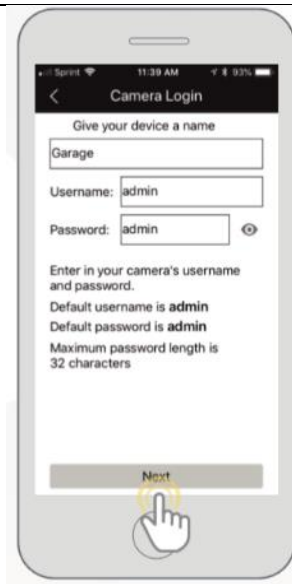 Sprint 11:39 AM 93%
Camera Login
Give your device a name
Garage
Username: admin
Password: admin
Enter in your camera's username
and password.
Default username is admin
Default password is admin
Maximum password length is
32 characters
Next